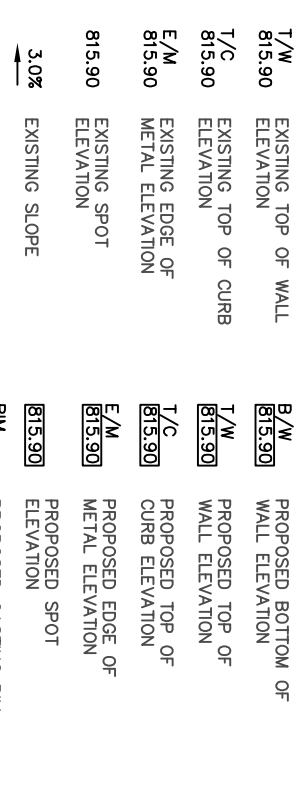 T/W
815.90
EXISTING TOP OF WALL
ELEVATION
T/C
815.90
EXISTING TOP OF CURB
ELEVATION
E/M
815.90
EXISTING EDGE OF
METAL ELEVATION
815.90
EXISTING SPOT
ELEVATION
3.0%
EXISTING SLOPE
B/W
815.90
PROPOSED BOTTOM OF
WALL ELEVATION
T/W
815.90
PROPOSED TOP OF
WALL ELEVATION
T/C
815.90
PROPOSED TOP OF
CURB ELEVATION
E/M
815.90
PROPOSED EDGE OF
METAL ELEVATION
815.90
PROPOSED SPOT
ELEVATION